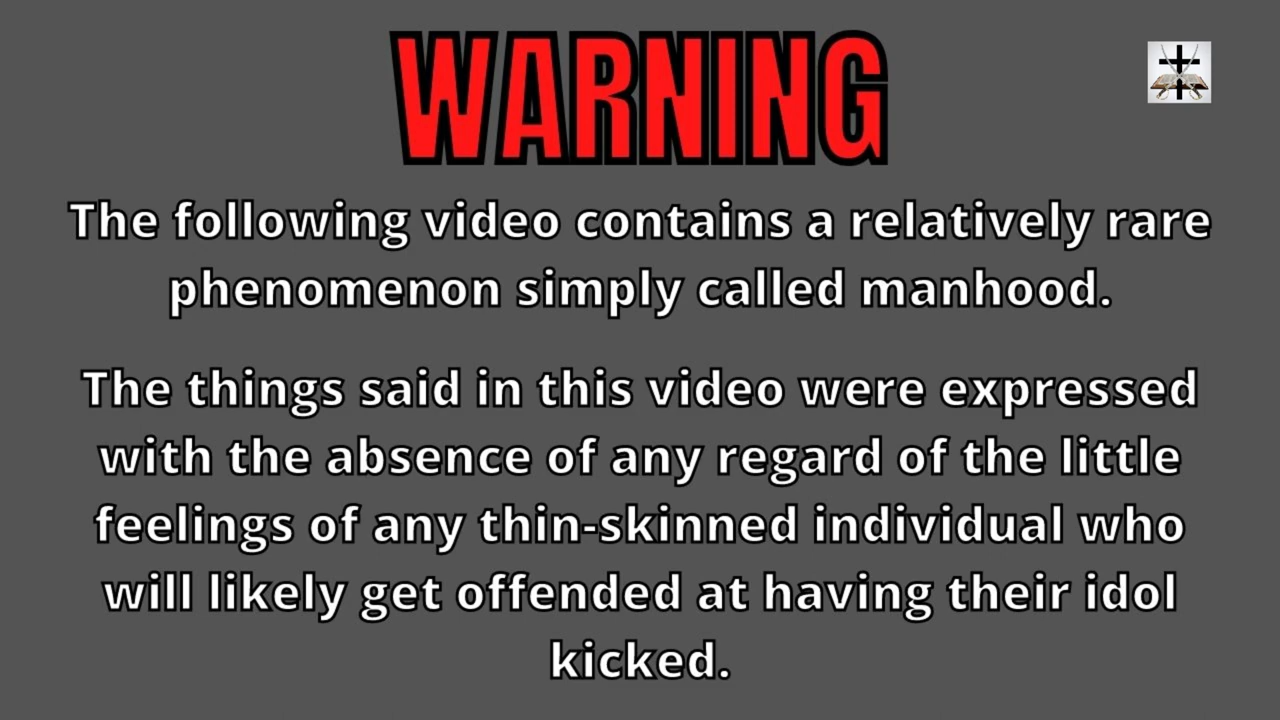 WARNING
The following video contains a relatively rare
phenomenon simply called manhood.
The things said in this video were expressed
with the absence of any regard of the little
feelings of any thin-skinned individual who
will likely get offended at having their idol
kicked.